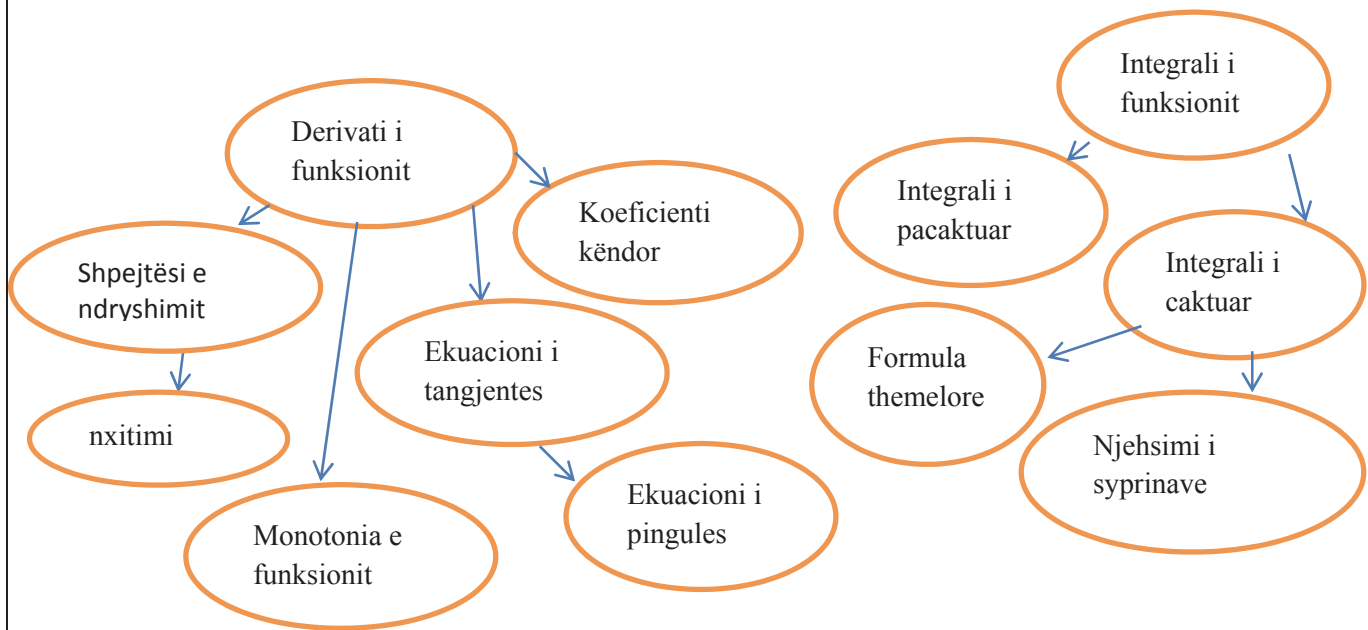 Derivati i
funksionit
Koeficienti
këndor
Shpejtësi e
ndryshimit
nxitimi
Ekuacioni i
tangjentes
Monotonia e
funksionit
Ekuacioni i
pingules
Integrali i
funksionit
Integrali i
pacaktuar
Integrali i
caktuar
Formula
themelore
Njehsimi i
syprinave